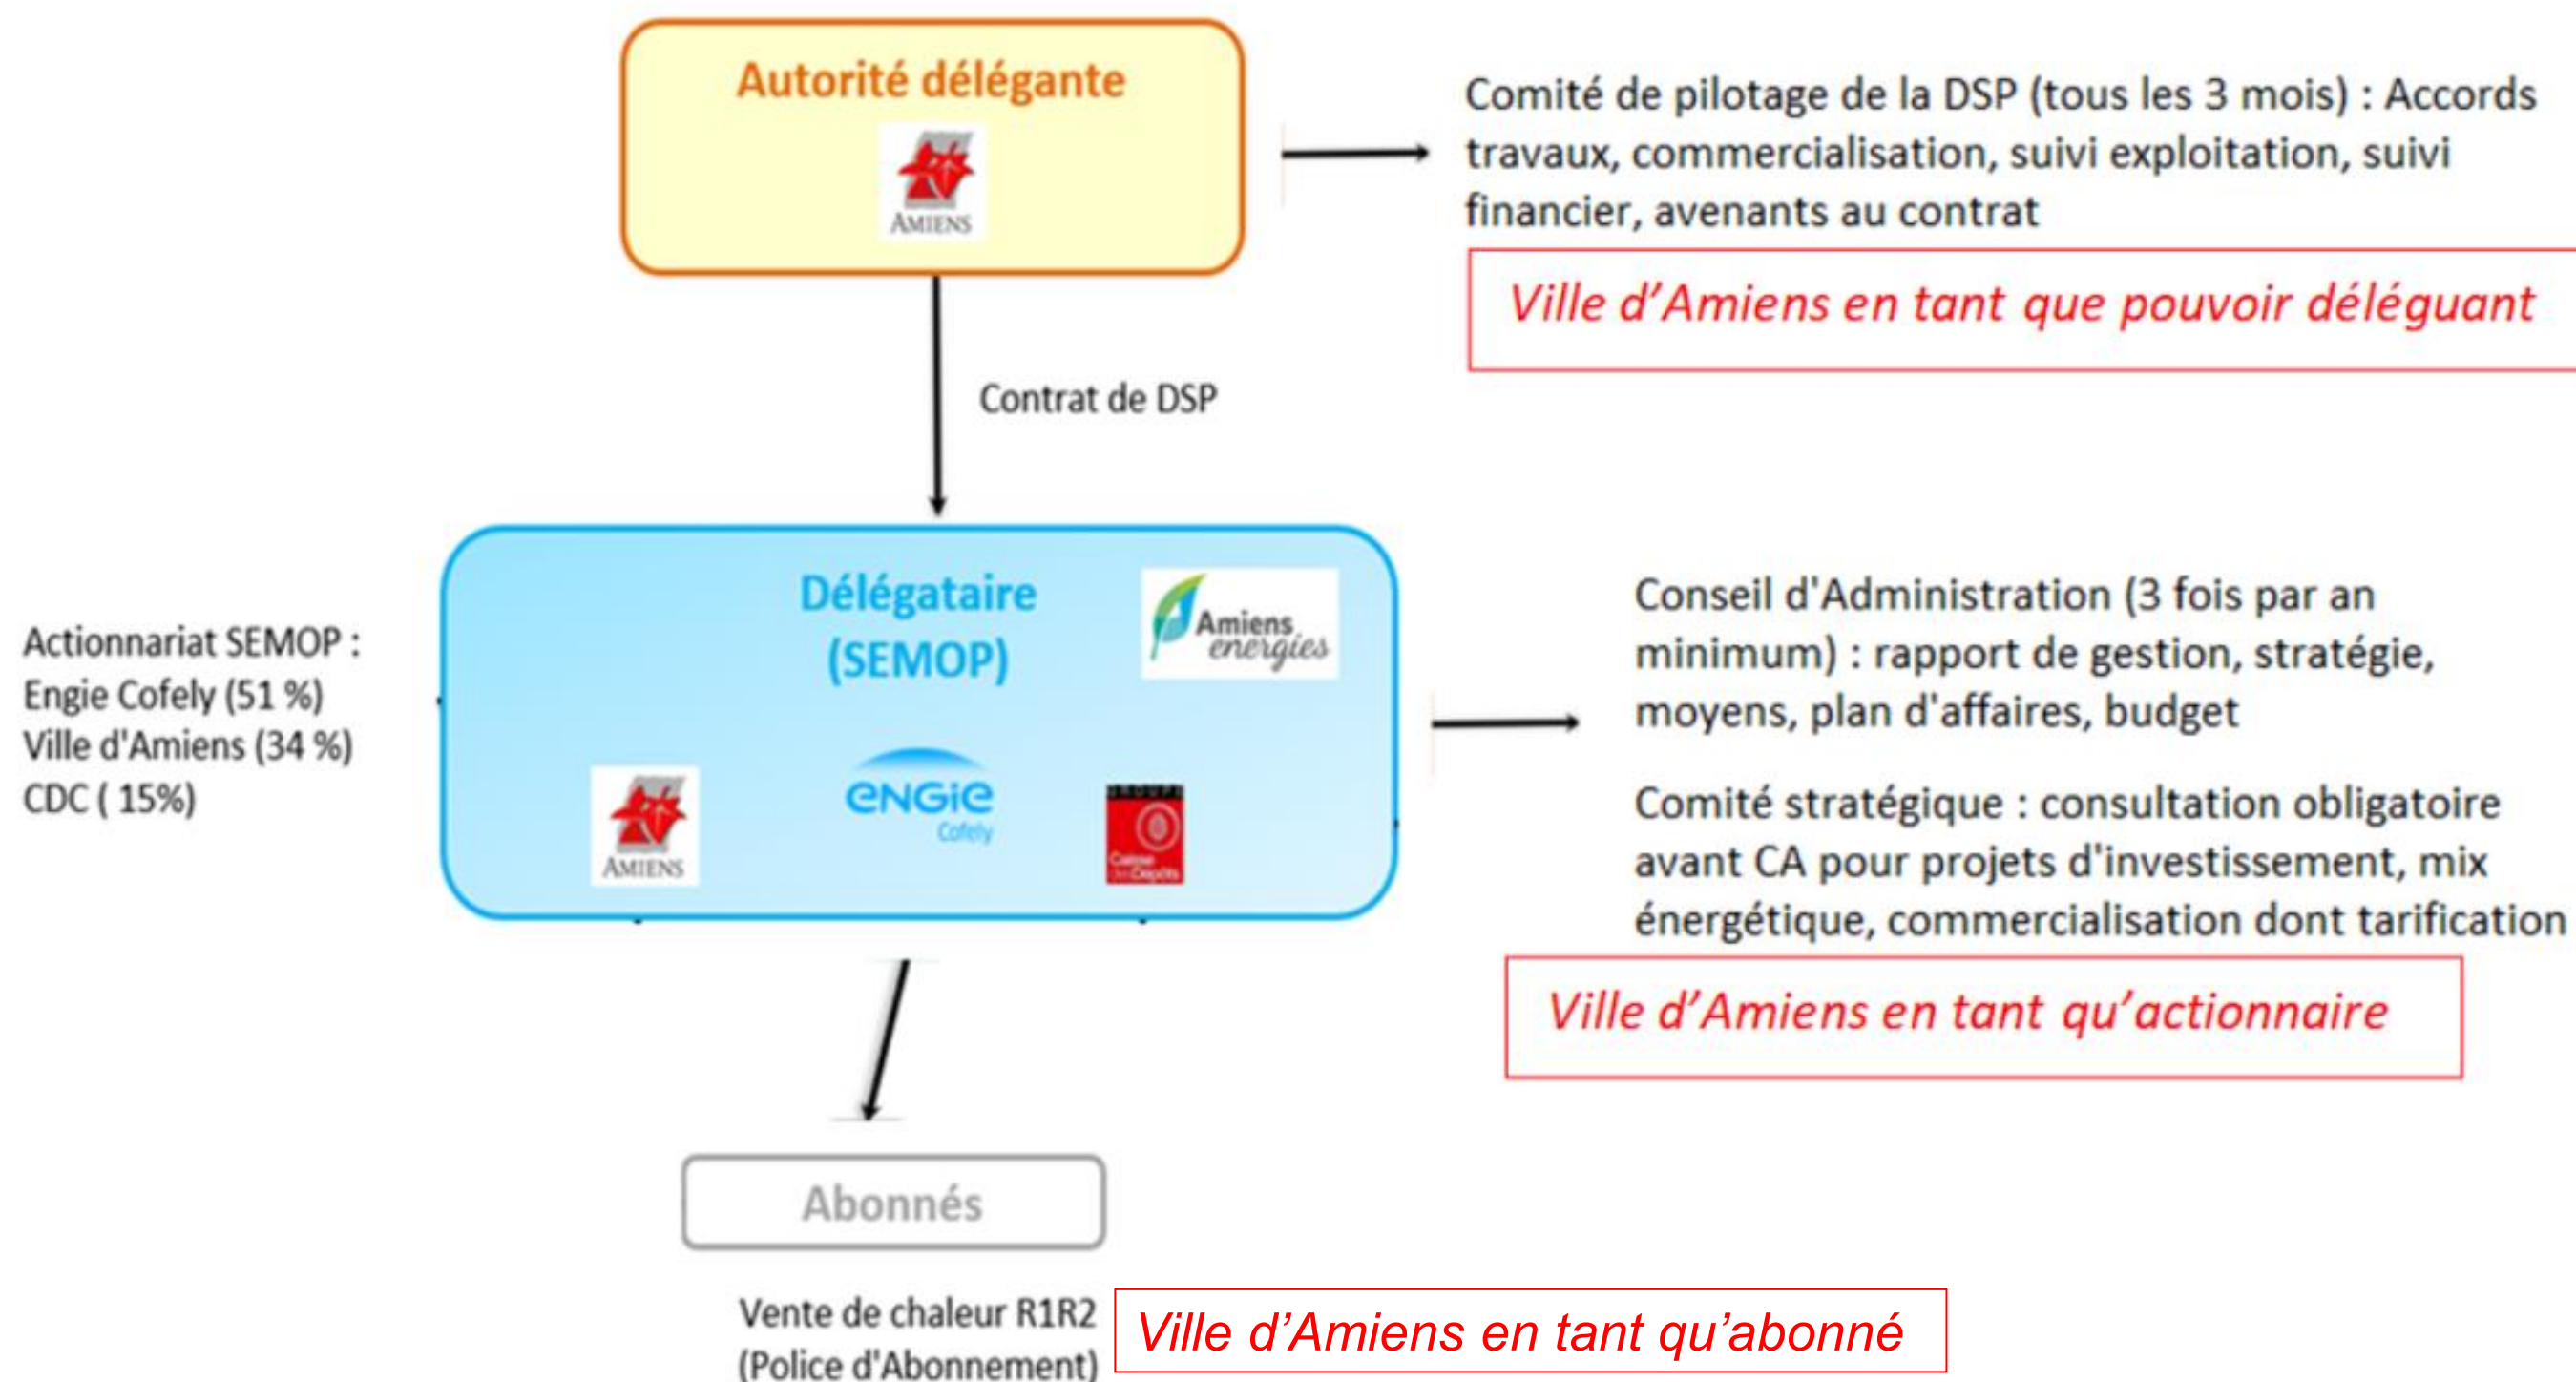 Autorité délégante
AMIENS
Comité de pilotage de la DSP (tous les 3 mois) : Accords
travaux, commercialisation, suivi exploitation, suivi
financier, avenants au contrat
Ville d’Amiens en tant que pouvoir déléguant
Contrat de DSP
Actionnariat SEMOP :
Engie Cofely (51 %)
Ville d'Amiens (34 %)
CDC ( 15%)
Délégataire
(SEMOP)
Amiens
energies
AMIENS
ENGIE
Cofely
GROUPE
Caisse
des Dépôts
Conseil d'Administration (3 fois par an
minimum) : rapport de gestion, stratégie,
moyens, plan d'affaires, budget
Comité stratégique : consultation obligatoire
avant CA pour projets d'investissement, mix
énergétique, commercialisation dont tarification
Ville d’Amiens en tant qu’actionnaire
Abonnés
Vente de chaleur R1R2
(Police d'Abonnement)
Ville d’Amiens en tant qu’abonné